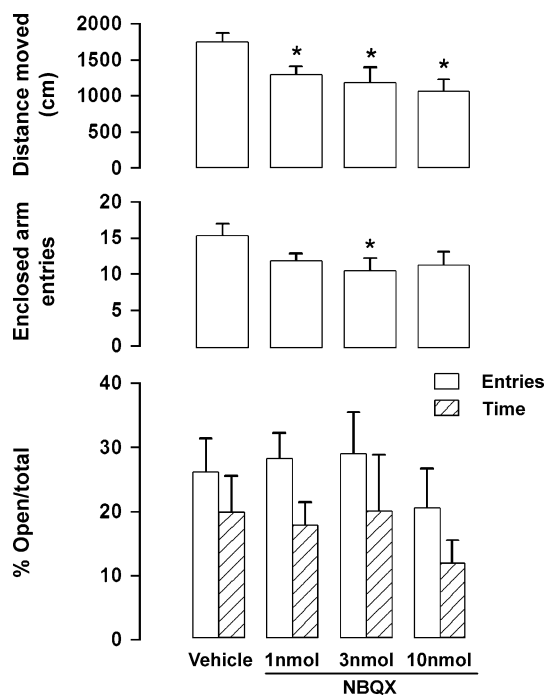 Distance moved
(cm)
2000
1500
1000
500
0
*
*
*
Enclosed arm
entries
20
15
10
5
0
*
% Open/total
40
30
20
10
0
Entries
Time
Vehicle 1nmol 3nmol 10nmol
NBQX